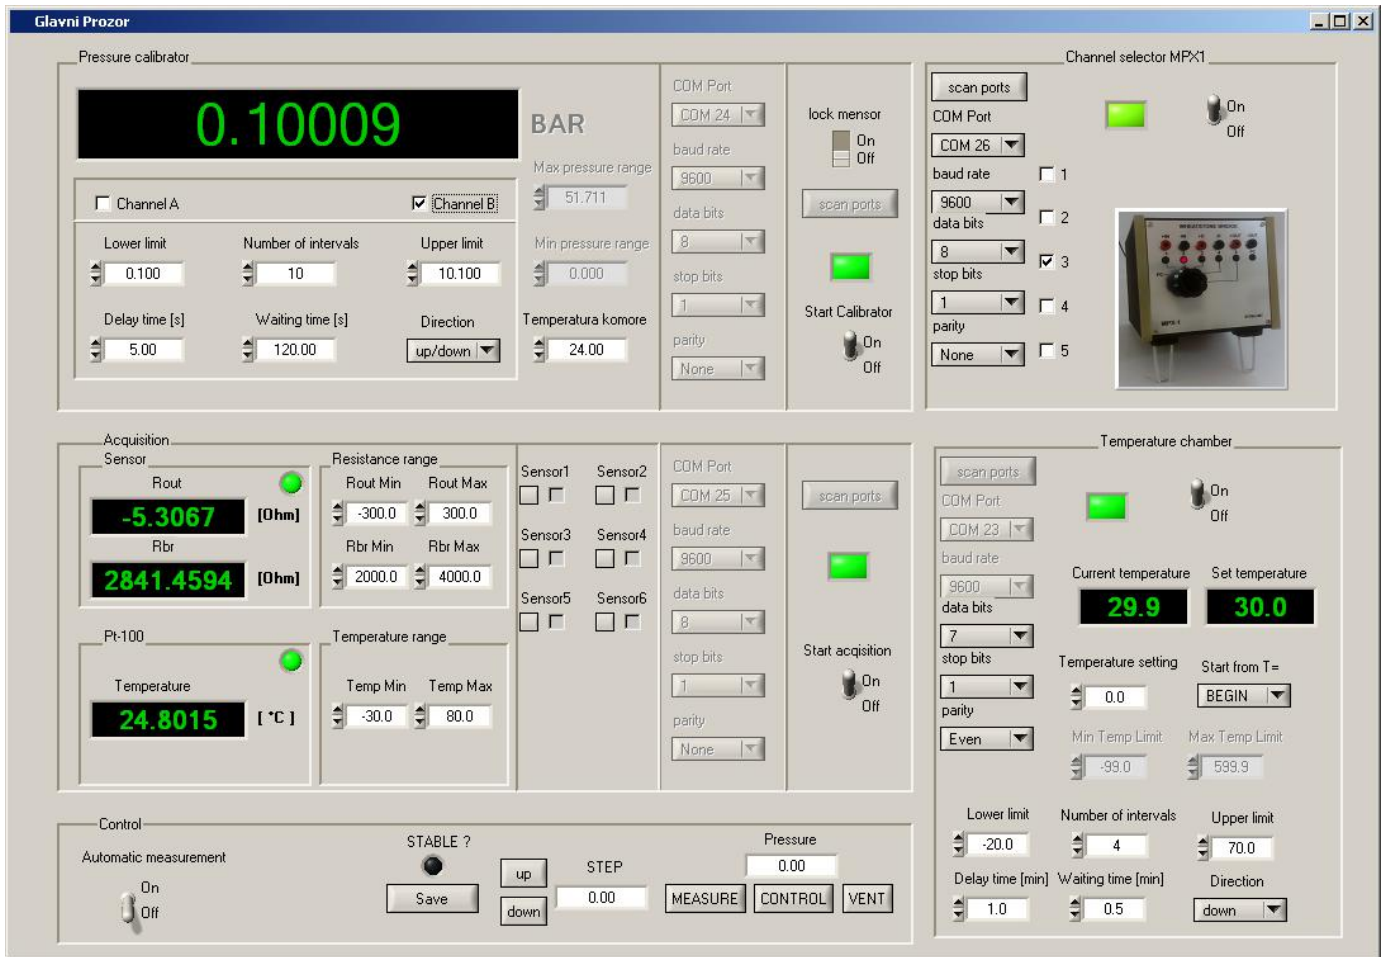 Glavni Prozor
Pressure calibrator
0.10009
BAR
Max pressure range
51.711
Channel A
Channel B
Lower limit
Number of intervals
Upper limit
0.100
10
10.100
Min pressure range
0.000
Delay time [s]
Waiting time [s]
Direction
Temperatura komore
5.00
120.00
up/down
24.00
COM Port
COM 24
baud rate
9600
data bits
8
stop bits
1
parity
None
lock mensor
On
Off
scan ports
Start Calibrator
On
Off
Channel selector MPX1
scan ports
COM Port
COM 26
baud rate
9600
data bits
8
stop bits
1
parity
None
On
Off
1
2
3
4
5
WHEATSTONE BRIDGE
MPX-1
Acquisition
Sensor
Rout
-5.3067 [Ohm]
Rbr
2841.4594 [Ohm]
Resistance range
Rout Min Rout Max
-300.0 300.0
Rbr Min Rbr Max
2000.0 4000.0
Pt-100
Temperature
24.8015 [ °C ]
Temperature range
Temp Min Temp Max
-30.0 80.0
Sensor1 Sensor2
Sensor3 Sensor4
Sensor5 Sensor6
COM Port
COM 25
baud rate
9600
data bits
8
stop bits
1
parity
None
scan ports
Start acqisition
On
Off
Temperature chamber
scan ports
COM Port
COM 23
baud rate
9600
data bits
7
stop bits
1
parity
Even
On
Off
Current temperature Set temperature
29.9 30.0
Temperature setting Start from T=
0.0 BEGIN
Min Temp Limit Max Temp Limit
-99.0 599.9
Lower limit Number of intervals Upper limit
-20.0 4 70.0
Delay time [min] Waiting time [min] Direction
1.0 0.5 down
Control
Automatic measurement
On
Off
STABLE ?
Save
up
down
STEP
0.00
Pressure
0.00
MEASURE CONTROL VENT